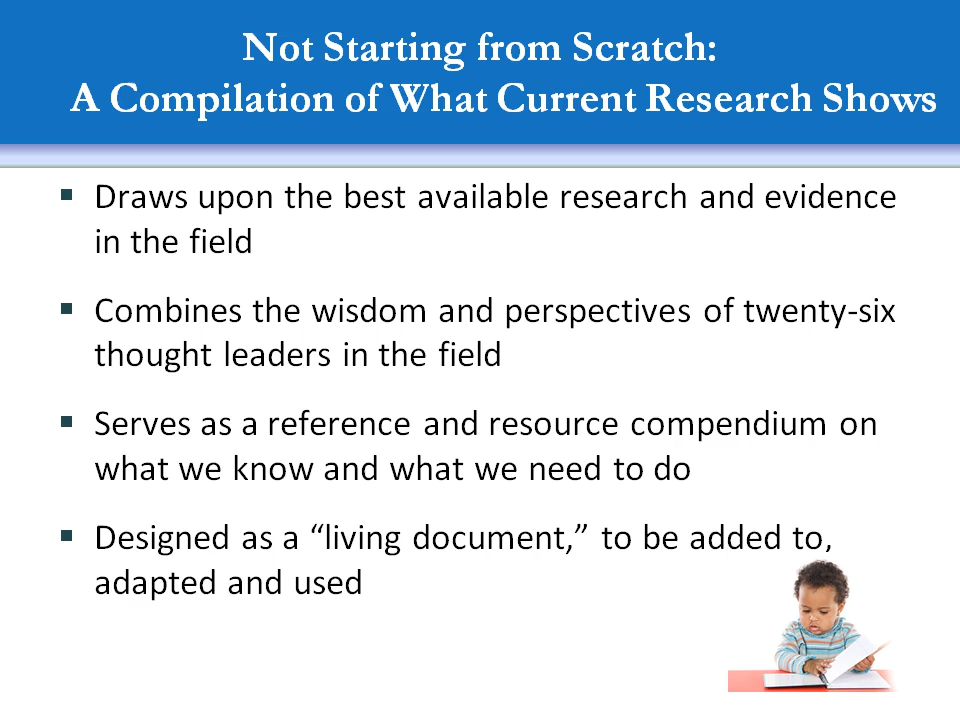 Not Starting from Scratch:
A Compilation of What Current Research Shows
▪ Draws upon the best available research and evidence
in the field
▪ Combines the wisdom and perspectives of twenty-six
thought leaders in the field
▪ Serves as a reference and resource compendium on
what we know and what we need to do
▪ Designed as a “living document,” to be added to,
adapted and used